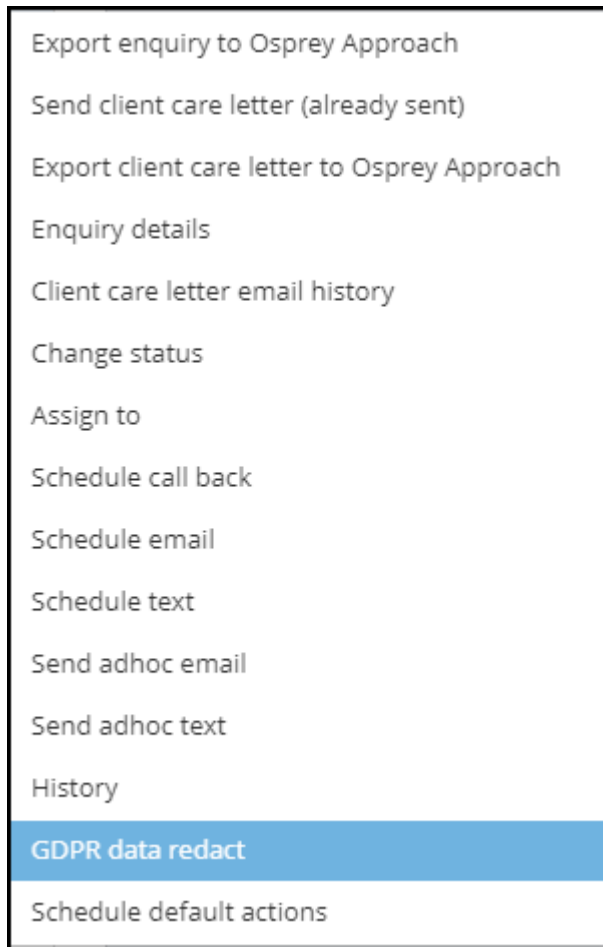 Export enquiry to Osprey Approach
Send client care letter (already sent)
Export client care letter to Osprey Approach
Enquiry details
Client care letter email history
Change status
Assign to
Schedule call back
Schedule email
Schedule text
Send adhoc email
Send adhoc text
History
GDPR data redact
Schedule default actions